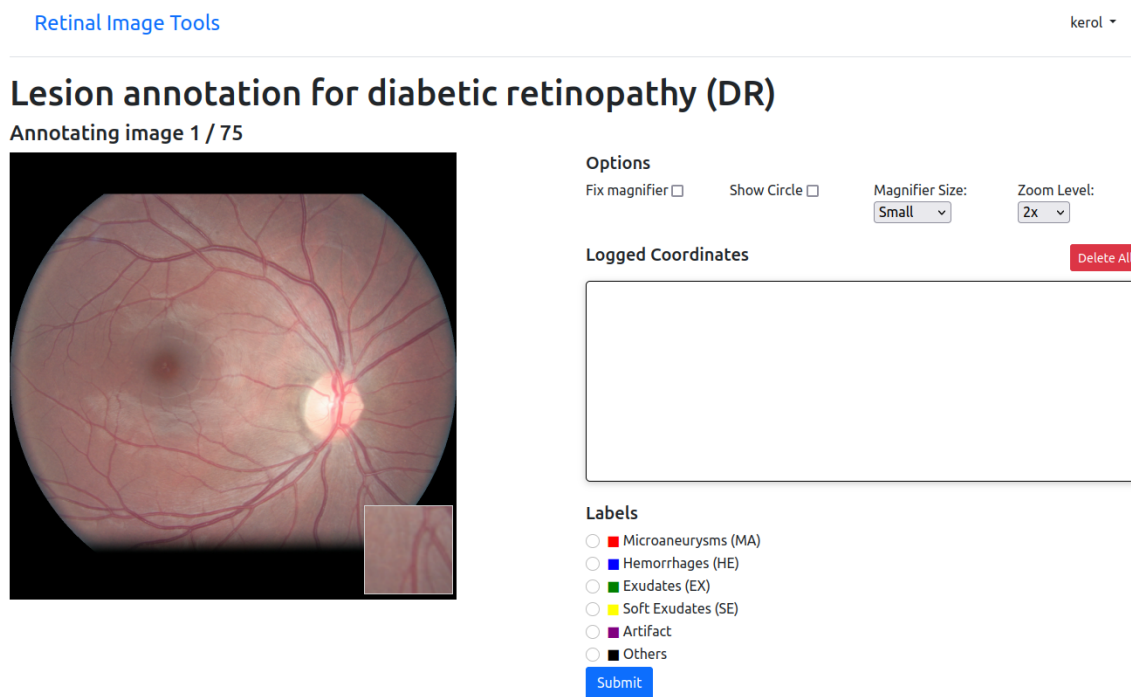 Retinal Image Tools
kerol
Lesion annotation for diabetic retinopathy (DR)
Annotating image 1 / 75
Options
Fix magnifier
Show Circle
Magnifier Size:
Small
Zoom Level:
2x
Logged Coordinates
Delete All
Labels
Microaneurysms (MA)
Hemorrhages (HE)
Exudates (EX)
Soft Exudates (SE)
Artifact
Others
Submit